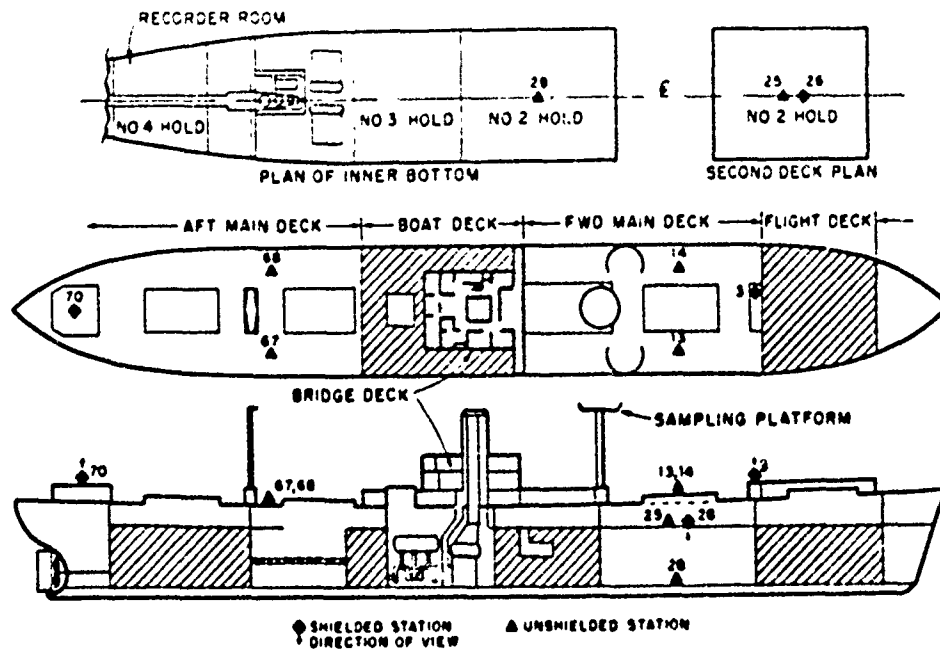 RECORDER ROOM
28
℄
25 26
NO.4 HOLD
NO.3 HOLD
NO.2 HOLD
NO.2 HOLD
PLAN OF INNER BOTTOM
SECOND DECK PLAN
AFT MAIN DECK
BOAT DECK
FWD MAIN DECK
FLIGHT DECK
68
14
70
3
67
13
BRIDGE DECK
SAMPLING PLATFORM
70
67,68
13,14
3
25
26
28
SHIELDED STATION
DIRECTION OF VIEW
UNSHIELDED STATION